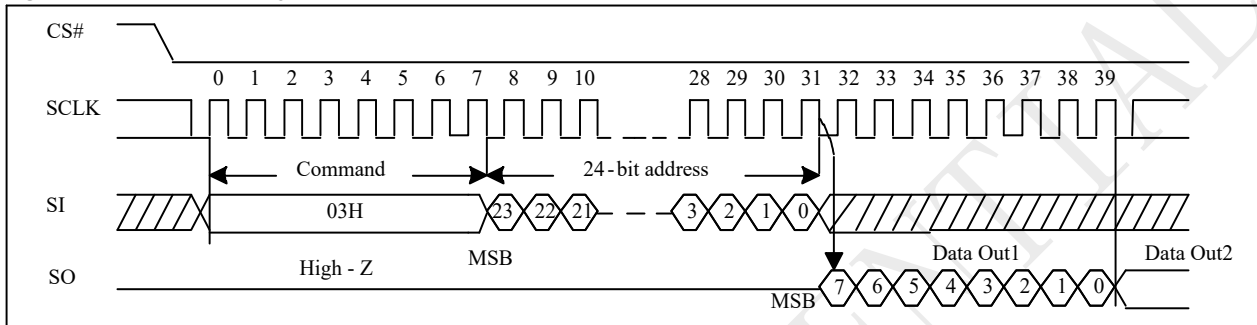 CS#
0 1 2 3 4 5 6 7 8 9 10 28 29 30 31 32 33 34 35 36 37 38 39
SCLK
Command 24-bit address
SI 03H 23 22 21 3 2 1 0
High - Z MSB Data Out1 Data Out2
SO MSB 7 6 5 4 3 2 1 0